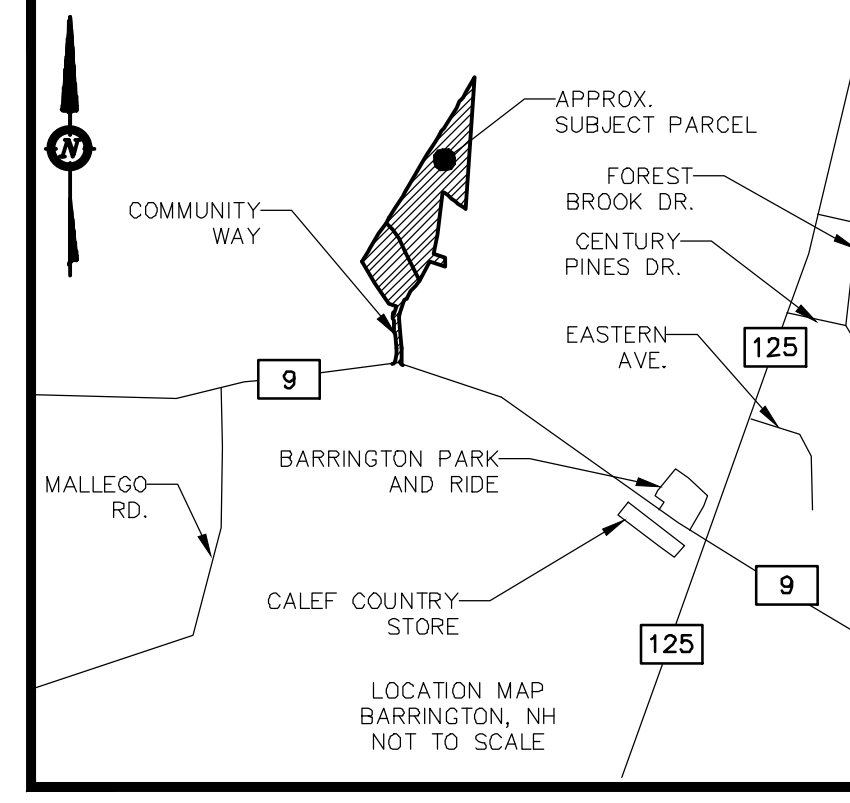 N
APPROX.
SUBJECT PARCEL
FOREST
BROOK DR.
COMMUNITY
WAY
CENTURY
PINES DR.
EASTERN
AVE.
125
9
BARRINGTON PARK
AND RIDE
MALLEGO
RD.
9
CALEF COUNTRY
STORE
125
LOCATION MAP
BARRINGTON, NH
NOT TO SCALE